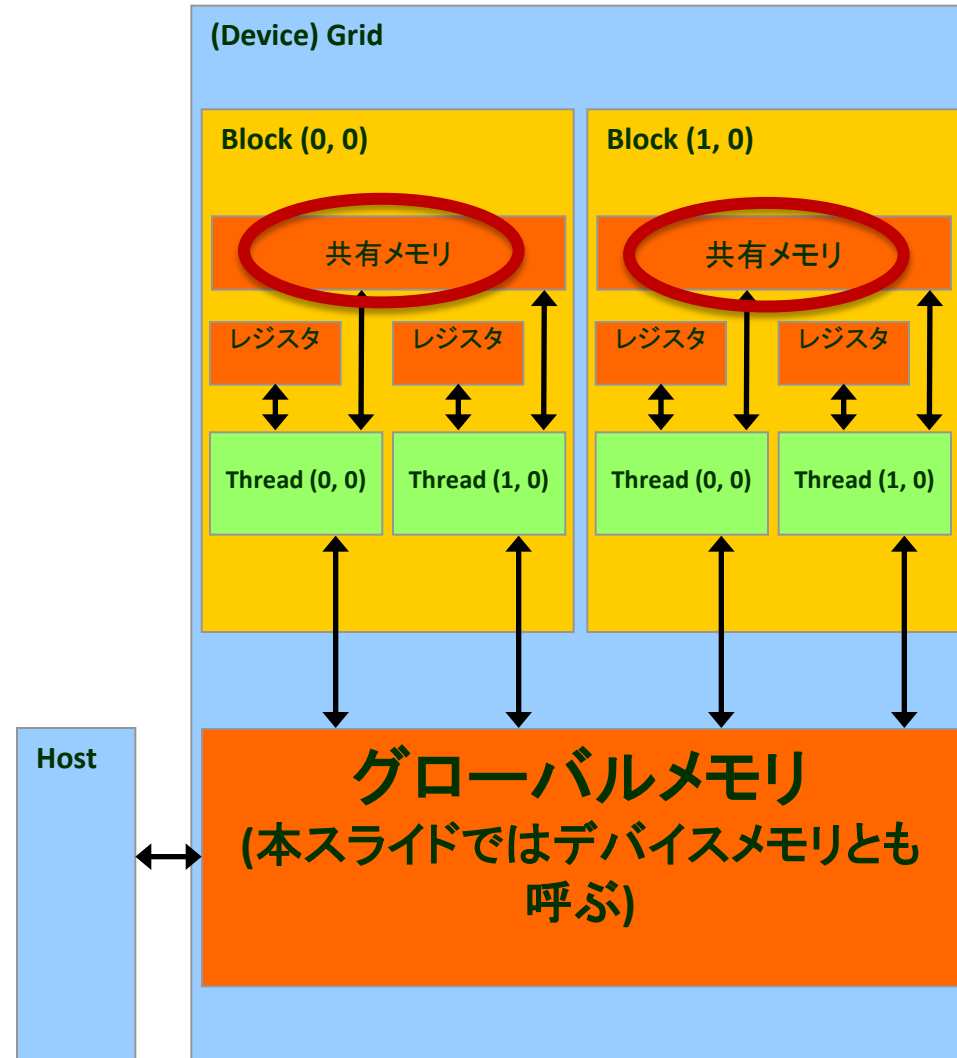 (Device) Grid
Block (0, 0)
Block (1, 0)
共有メモリ
共有メモリ
レジスタ
レジスタ
レジスタ
レジスタ
Thread (0, 0)
Thread (1, 0)
Thread (0, 0)
Thread (1, 0)
Host
グローバルメモリ
(本スライドではデバイスメモリとも
呼ぶ)